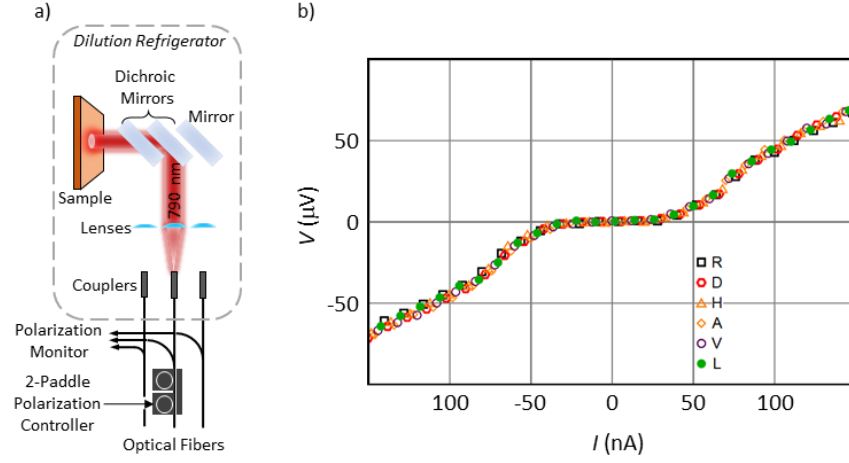 a)
Dilution Refrigerator
Dichroic
Mirrors
Mirror
790 nm
Sample
Lenses
Couplers
Polarization
Monitor
2-Paddle
Polarization
Controller
Optical Fibers
b)
V (μV)
50
0
-50
R
D
H
A
V
L
100
-50
0
50
100
I (nA)